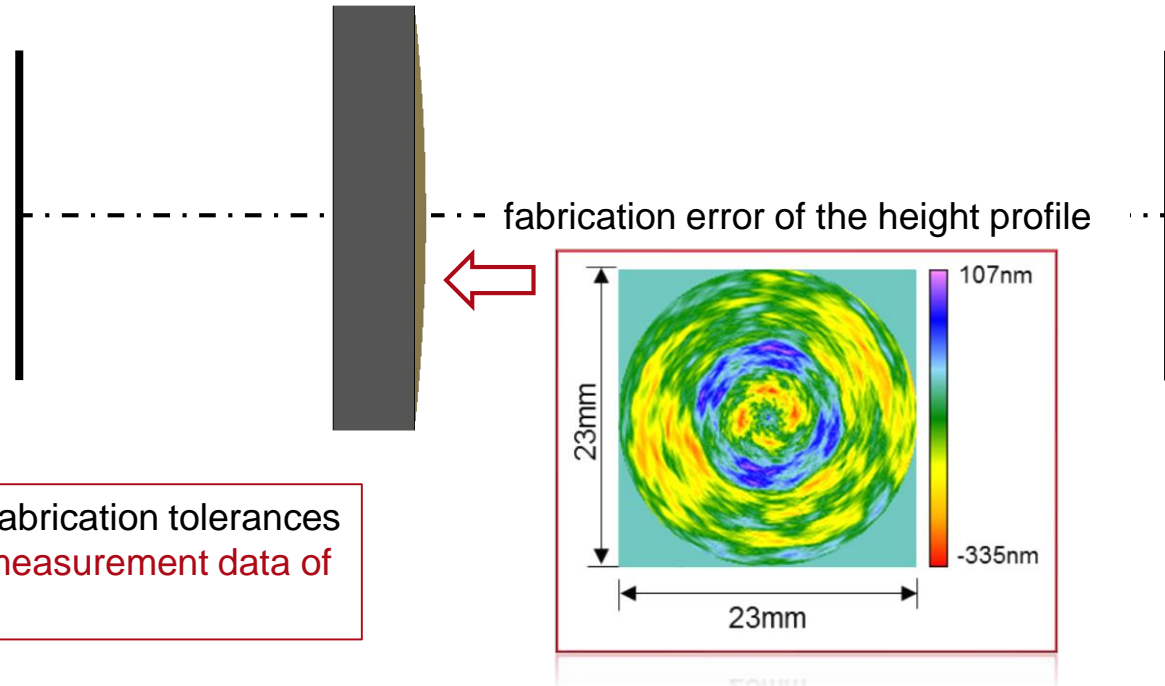 fabrication error of the height profile
107nm
23mm
-335nm
23mm
abrication tolerances
neasurement data of